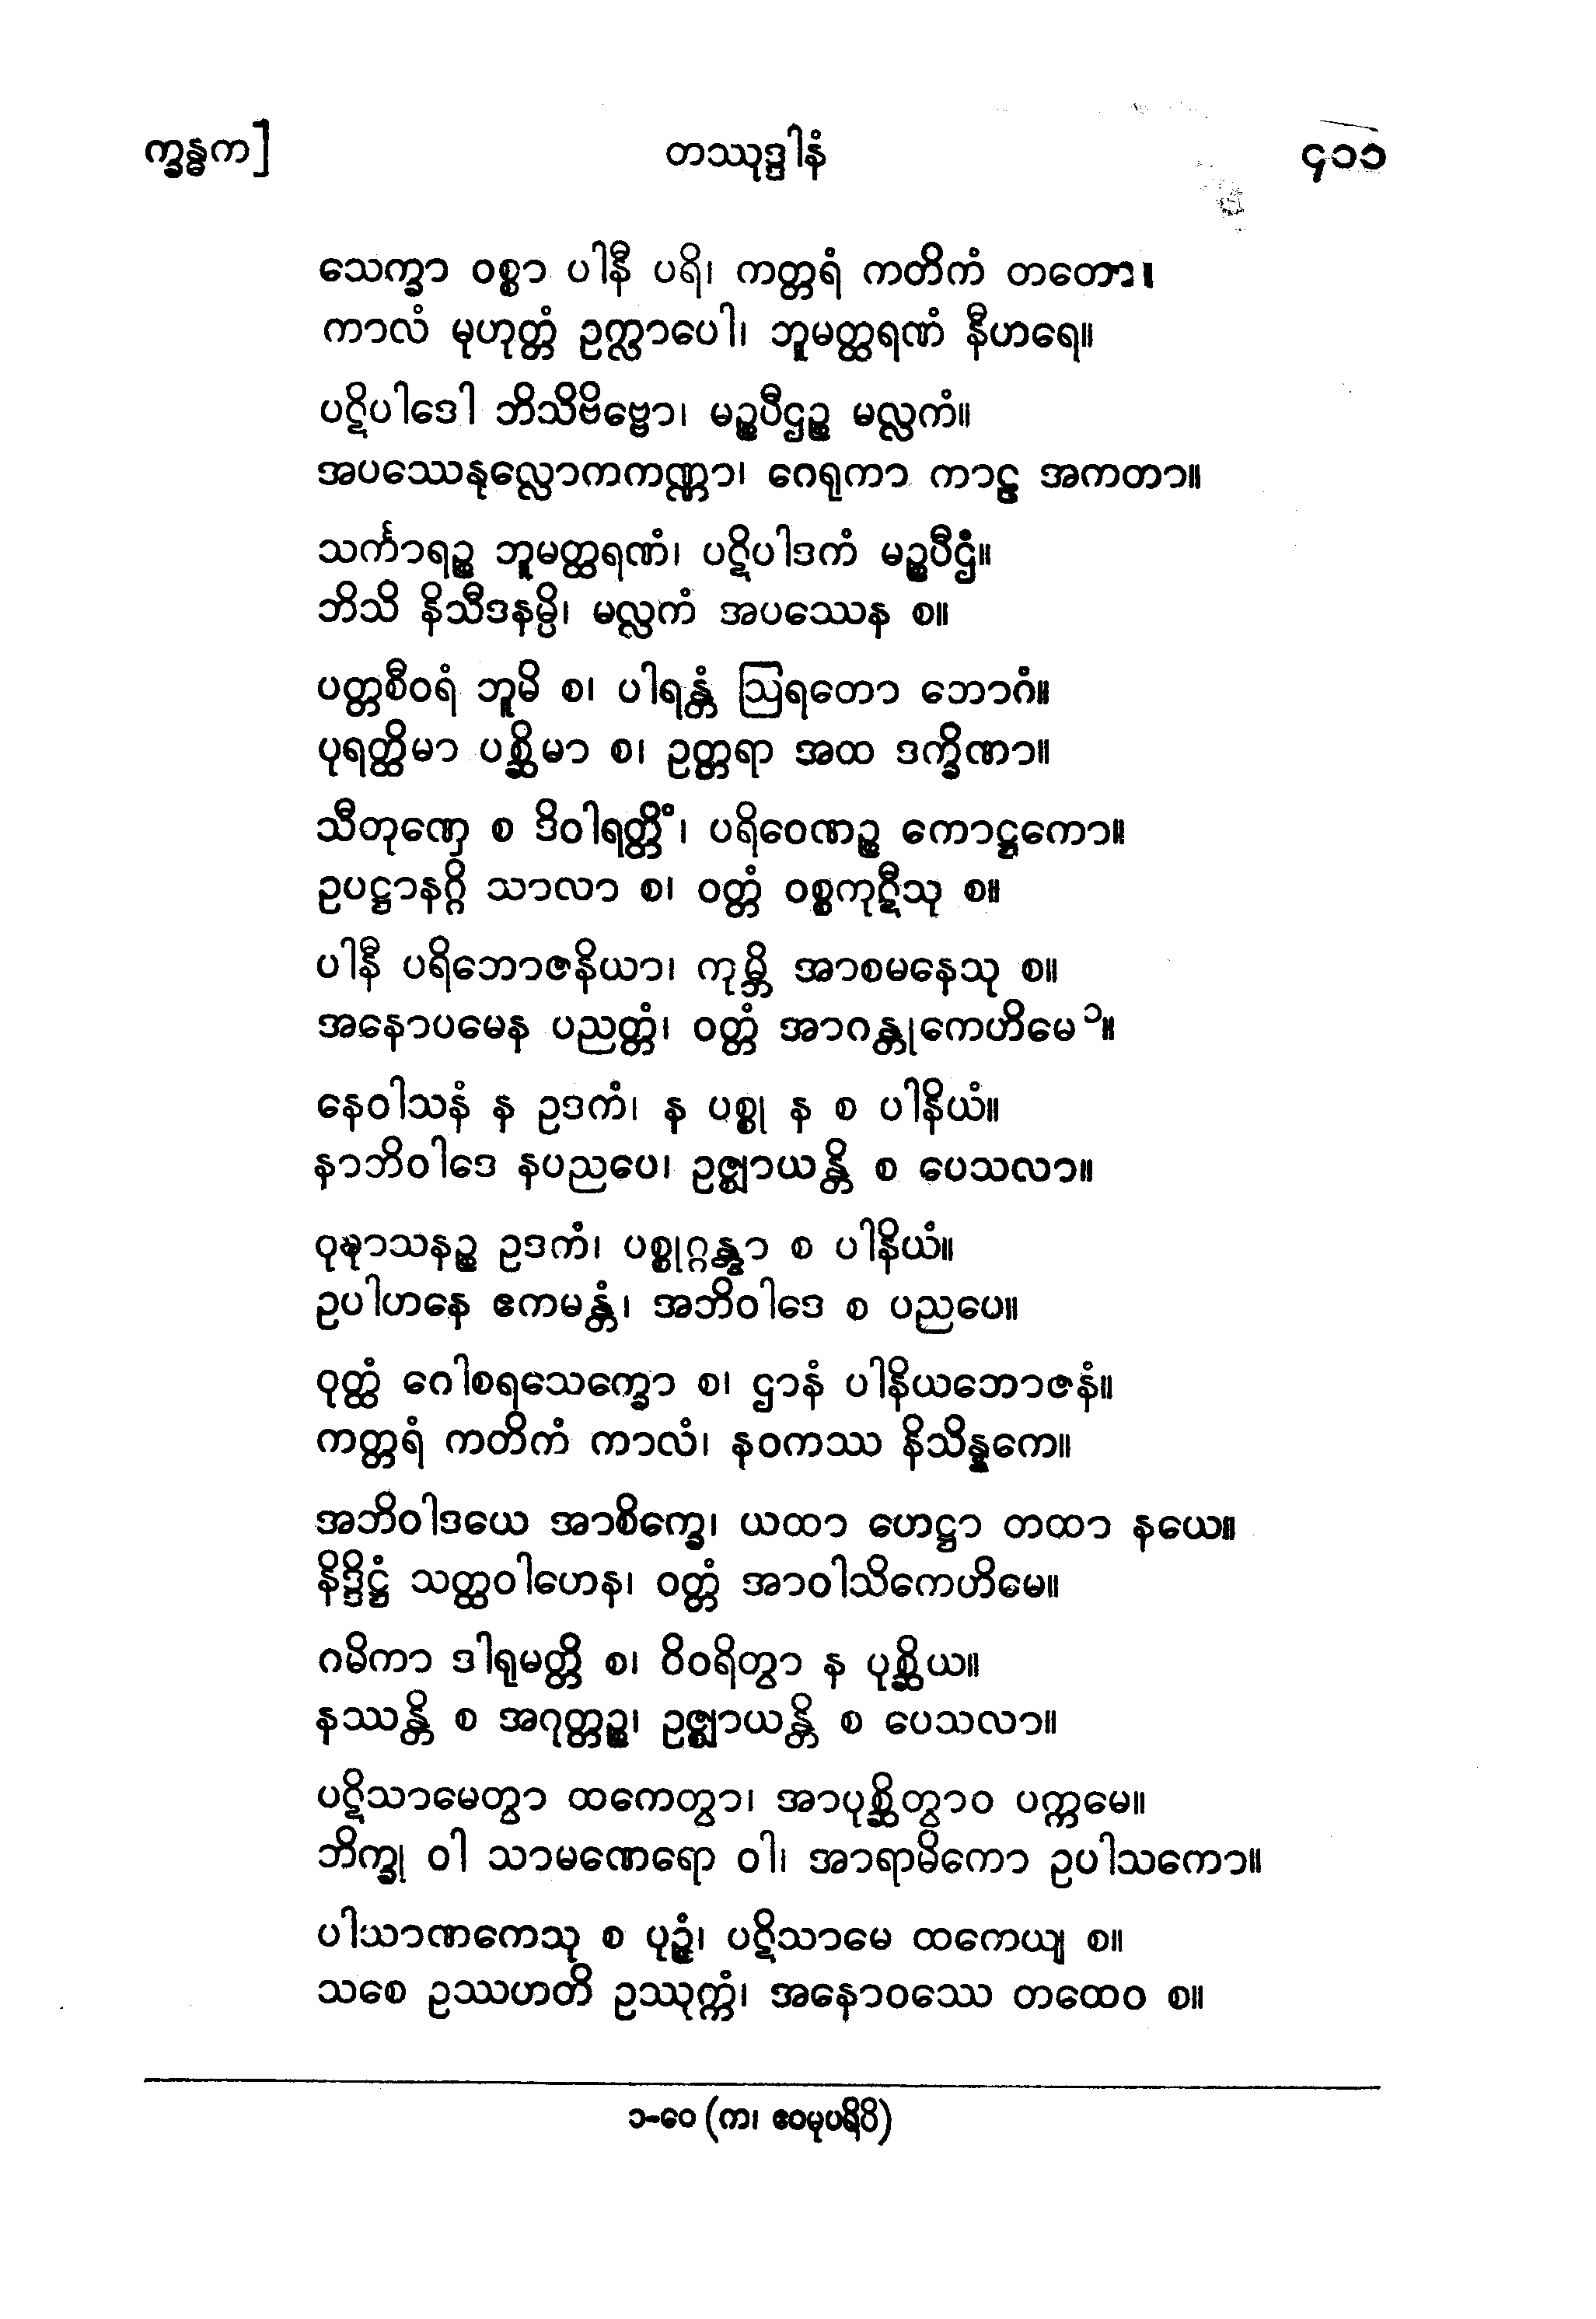 က္ခန္ဓက]
တဿုဒ္ဒါနံ
၄၁၁
သေက္ခာ ဝစ္စာ ပါနီ ပရိ၊ ကတ္တရံ ကတိကံ တတော။
ကာလံ မုဟုတ္တံ ဥက္လာပေါ၊ ဘူမတ္ထရဏံ နီဟရေ။
ပဋိပါဒေါ ဘိသိဗိဗ္ဗော၊ မဉ္စပီဌဉ္စ မလ္လကံ။
အပဿေနုလ္လောကကဏ္ဏာ၊ ဂေရုကာ ကာဠ အကတာ။
သင်္ကာရဉ္စ ဘူမတ္ထရဏံ၊ ပဋိပါဒကံ မဉ္စပီဌံ။
ဘိသိ နိသီဒနမ္ပိ၊ မလ္လကံ အပဿေန စ။
ပတ္တစီဝရံ ဘူမိ စ၊ ပါရန္တံ ဩရတော ဘောဂံ။
ပုရတ္ထိမာ ပစ္ဆိမာ စ၊ ဥတ္တရာ အထ ဒက္ခိဏာ။
သီတုဏှေ စ ဒိဝါရတ္တိံ၊ ပရိဝေဏဉ္စ ကောဋ္ဌကော။
ဥပဋ္ဌာနဂ္ဂိ သာလာ စ၊ ဝတ္တံ ဝစ္စကုဋီသု စ။
ပါနီ ပရိဘောဇနိယာ၊ ကုမ္ဘိ အာစမနေသု စ။
အနောပမေန ပညတ္တံ၊ ဝတ္တံ အာဂန္တုကေဟိမေ ၁။
နေဝါသနံ န ဥဒကံ၊ န ပစ္စု န စ ပါနိယံ။
နာဘိဝါဒေ နပညပေ၊ ဥဇ္ဈာယန္တိ စ ပေသလာ။
ဝုဍ္ဎာသနဉ္စ ဥဒကံ၊ ပစ္စုဂ္ဂန္တွာ စ ပါနိယံ။
ဥပါဟနေ ဧကမန္တံ၊ အဘိဝါဒေ စ ပညပေ။
ဝုတ္ထံ ဂေါစရသေက္ခော စ၊ ဌာနံ ပါနိယဘောဇနံ။
ကတ္တရံ ကတိကံ ကာလံ၊ နဝကဿ နိသိန္နကေ။
အဘိဝါဒယေ အာစိက္ခေ၊ ယထာ ဟေဋ္ဌာ တထာ နယေ။
နိဒ္ဒိဋ္ဌံ သတ္ထဝါဟေန၊ ဝတ္တံ အာဝါသိကေဟိမေ။
ဂမိကာ ဒါရုမတ္တိ စ၊ ဝိဝရိတွာ န ပုစ္ဆိယ။
နဿန္တိ စ အဂုတ္တဉ္စ၊ ဥဇ္ဈာယန္တိ စ ပေသလာ။
ပဋိသာမေတွာ ထကေတွာ၊ အာပုစ္ဆိတွာဝ ပက္ကမေ။
ဘိက္ခု ဝါ သာမဏေရော ဝါ၊ အာရာမိကော ဥပါသကော။
ပါသာဏကေသု စ ပုဉ္ဇံ၊ ပဋိသာမေ ထကေယျ စ။
သစေ ဥဿဟတိ ဥဿုက္ကံ၊ အနောဝဿေ တထေဝ စ။
၁-ဝေ (က၊ ဧဝမုပရိပိ)